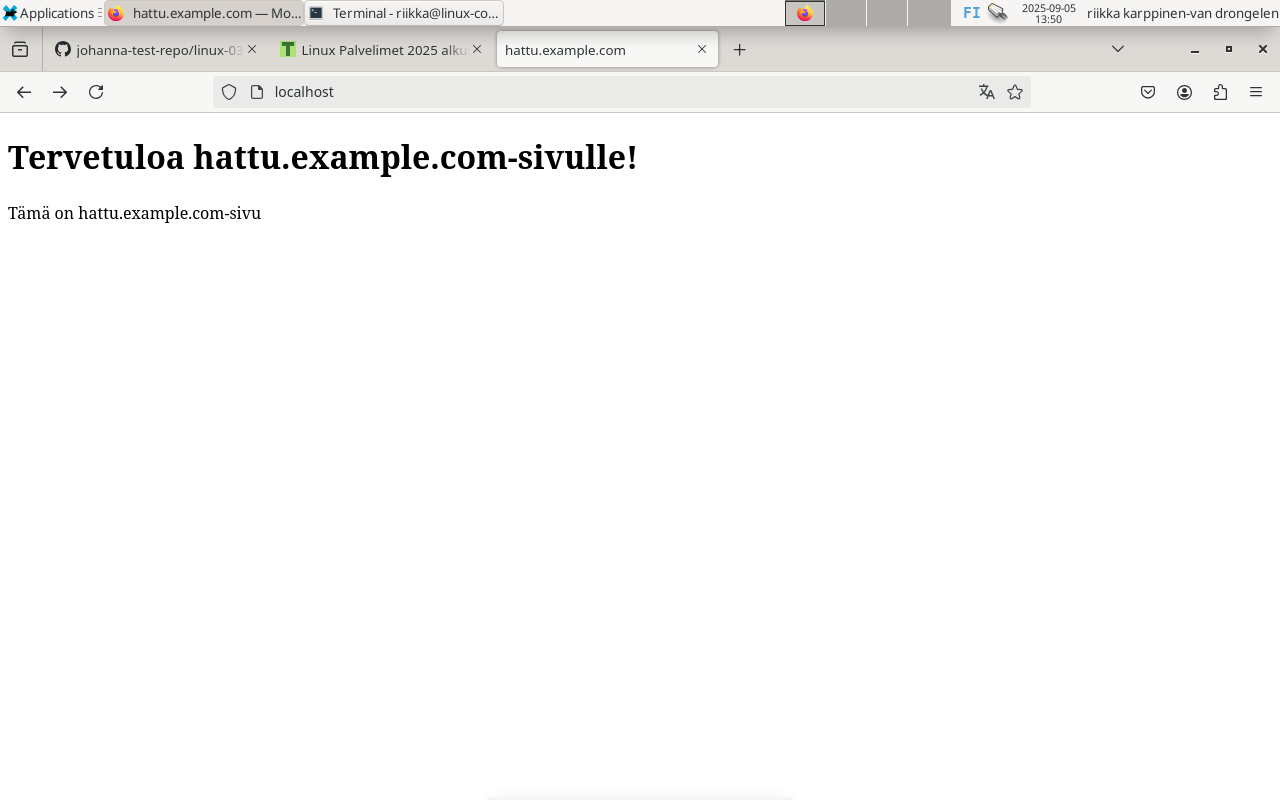 Applications
hattu.example.com — Mo...
Terminal - riikka@linux-co...
FI
2025-09-05
13:50
riikka karppinen-van drongelen
johanna-test-repo/linux-03
Linux Palvelimet 2025 alku
hattu.example.com
localhost
Tervetuloa hattu.example.com-sivulle!
Tämä on hattu.example.com-sivu